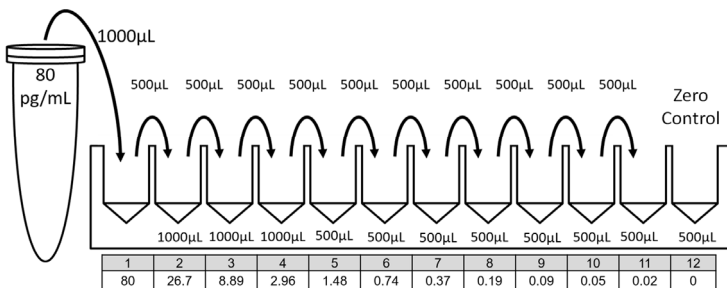 1000µL
80
pg/mL
500µL 500µL 500µL 500µL 500µL 500µL 500µL 500µL 500µL 500µL
Zero
Control
1000µL 1000µL 1000µL 500µL 500µL 500µL 500µL 500µL 500µL 500µL 500µL
1 2 3 4 5 6 7 8 9 10 11 12
80 26.7 8.89 2.96 1.48 0.74 0.37 0.19 0.09 0.05 0.02 0